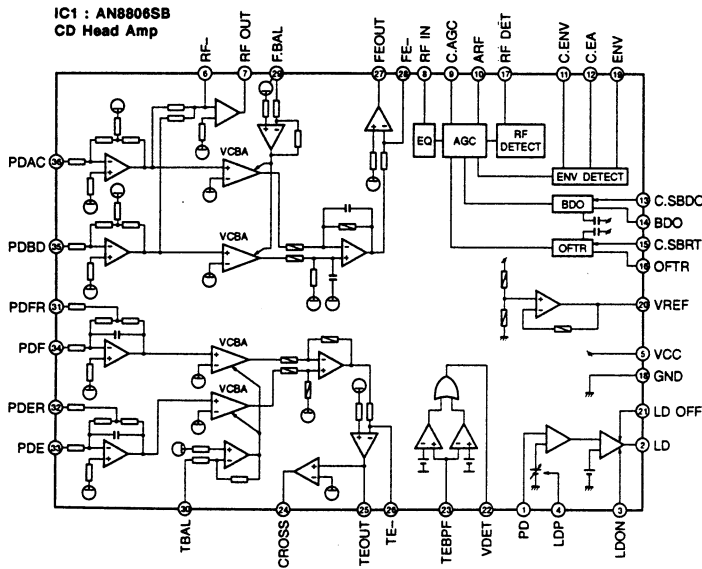 IC1 : AN8806SB
CD Head Amp
RF-
RF OUT
F.BAL
FEOUT
FE-
RF IN
C.AGC
ARF
RF DET
C.ENV
C.EA
ENV
6
7
29
27
28
8
9
10
17
11
12
19
PDAC
36
VCBA
EQ
AGC
RF
DETECT
ENV DETECT
BDO
13
C.SBDO
14
BDO
PDBD
35
VCBA
OFTR
15
C.SBRT
16
OFTR
PDFR
31
20
VREF
PDF
34
VCBA
5
VCC
18
GND
VCBA
PDER
32
21
LD OFF
PDE
33
2
LD
30
24
25
26
23
22
1
4
3
TBAL
CROSS
TEOUT
TE-
TEBPF
VDET
PD
LDP
LDON